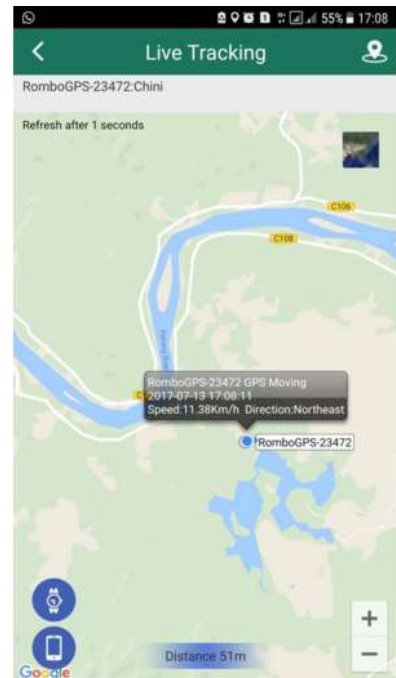 55% 17:08
Live Tracking
RomboGPS-23472:Chini
Refresh after 1 seconds
C106
C108
RomboGPS-23472 GPS Moving
2017-07-13 17:08:11
Speed:11.38Km/h Direction:Northeast
RomboGPS-23472
+
Distance 51m
−
Google